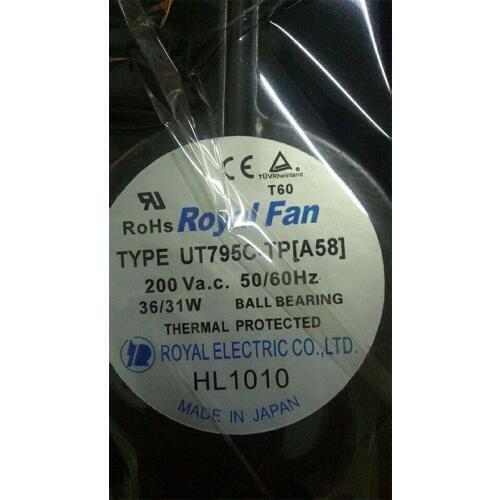 CE
TÜVRheinland
T60
RU
RoHs Royal Fan
TYPE UT795C-TP[A58]
200 Va.c. 50/60Hz
36/31W BALL BEARING
THERMAL PROTECTED
ROYAL ELECTRIC CO.,LTD.
HL1010
MADE IN JAPAN